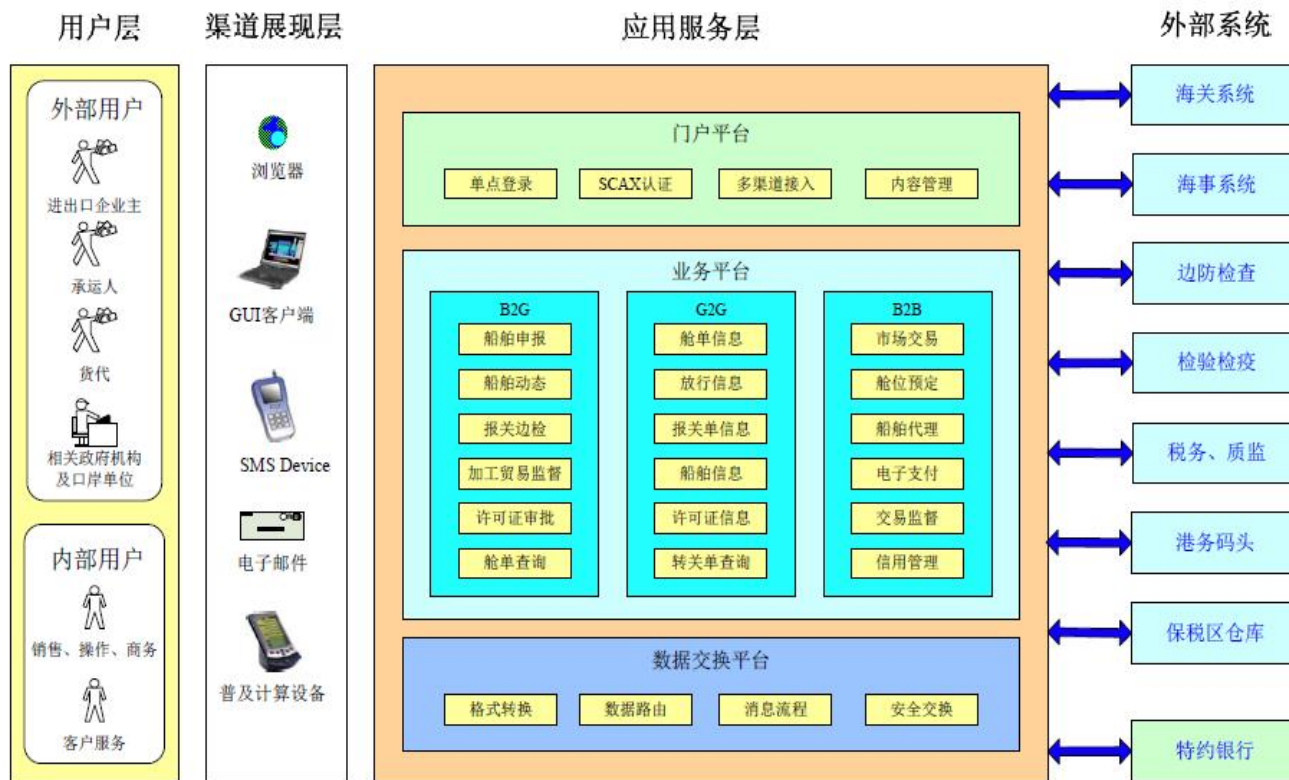 用户层
渠道展现层
应用服务层
外部系统
外部用户
进出口企业主
承运人
货代
相关政府机构
及口岸单位
内部用户
销售、操作、商务
客户服务
浏览器
GUI客户端
SMS Device
电子邮件
普及计算设备
门户平台
单点登录
SCAX认证
多渠道接入
内容管理
业务平台
B2G
船舶申报
船舶动态
报关边检
加工贸易监督
许可证审批
舱单查询
G2G
舱单信息
放行信息
报关单信息
船舶信息
许可证信息
转关单查询
B2B
市场交易
舱位预定
船舶代理
电子支付
交易监督
信用管理
数据交换平台
格式转换
数据路由
消息流程
安全交换
海关系统
海事系统
边防检查
检验检疫
税务、质监
港务码头
保税区仓库
特约银行